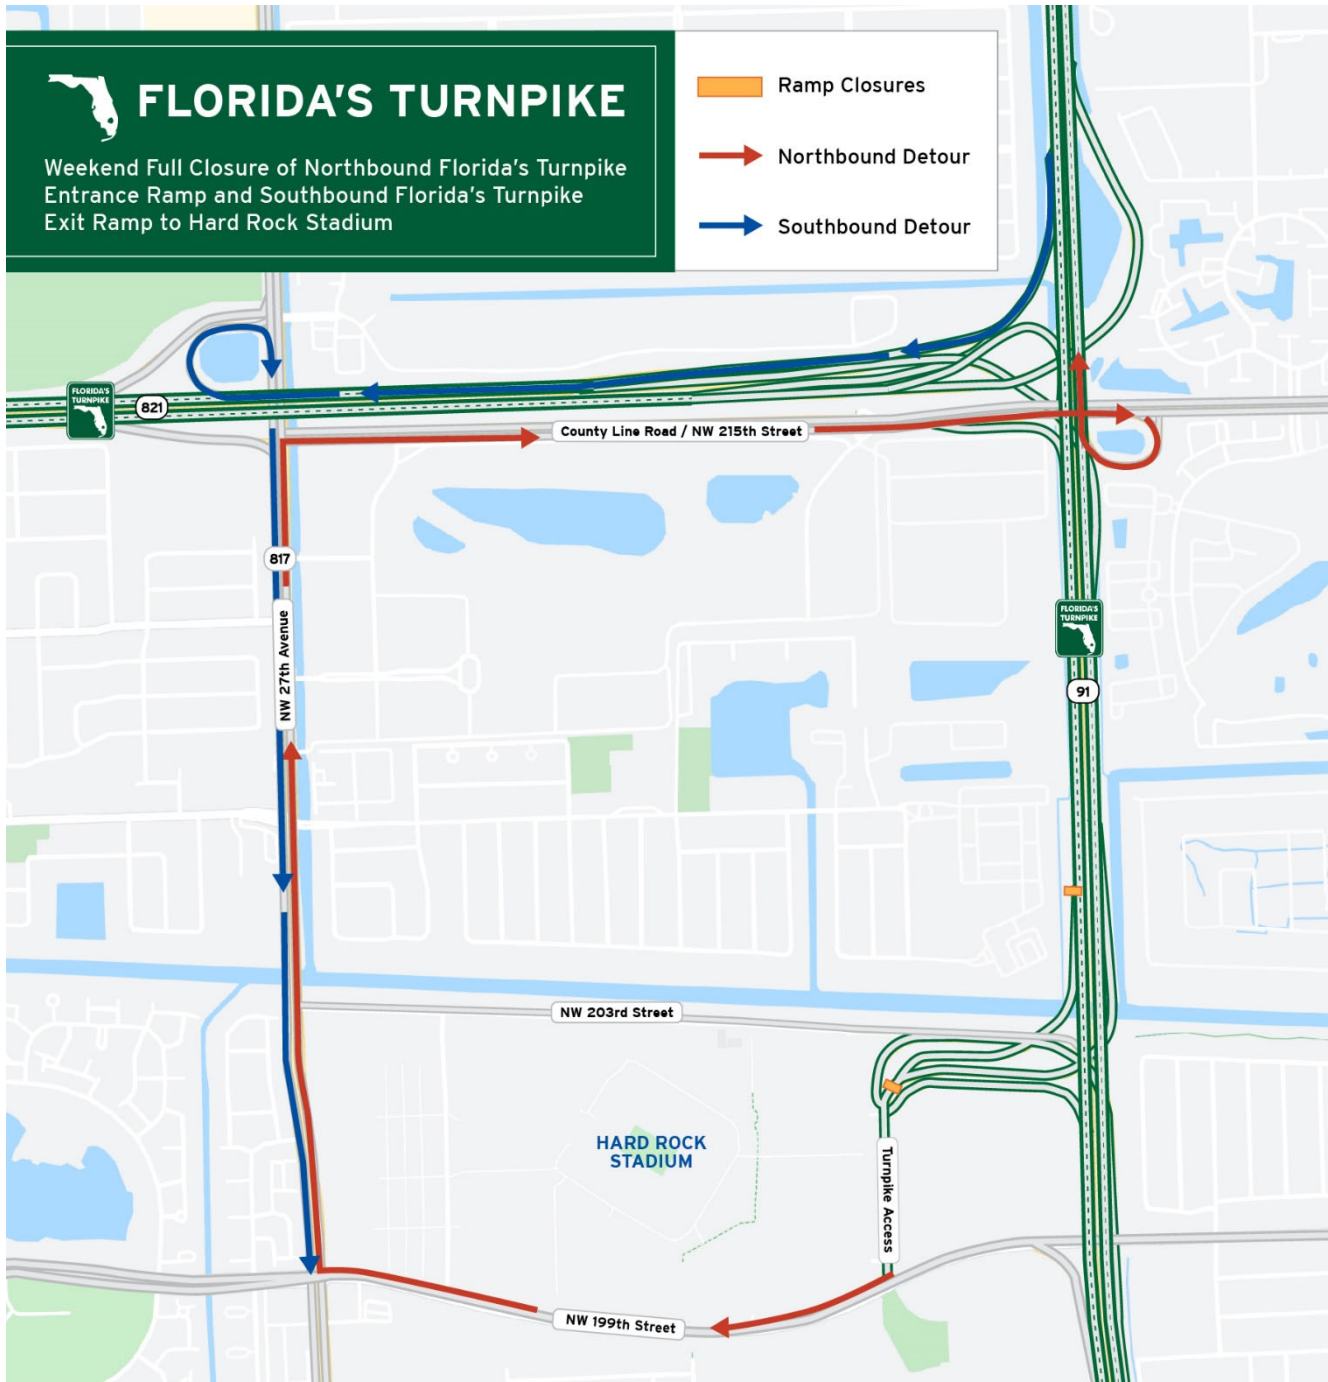 FLORIDA'S TURNPIKE
Weekend Full Closure of Northbound Florida's Turnpike
Entrance Ramp and Southbound Florida's Turnpike
Exit Ramp to Hard Rock Stadium
Ramp Closures
Northbound Detour
Southbound Detour
FLORIDA'S
TURNPIKE
821
County Line Road / NW 215th Street
817
NW 27th Avenue
FLORIDA'S
TURNPIKE
91
NW 203rd Street
HARD ROCK
STADIUM
Turnpike Access
NW 199th Street